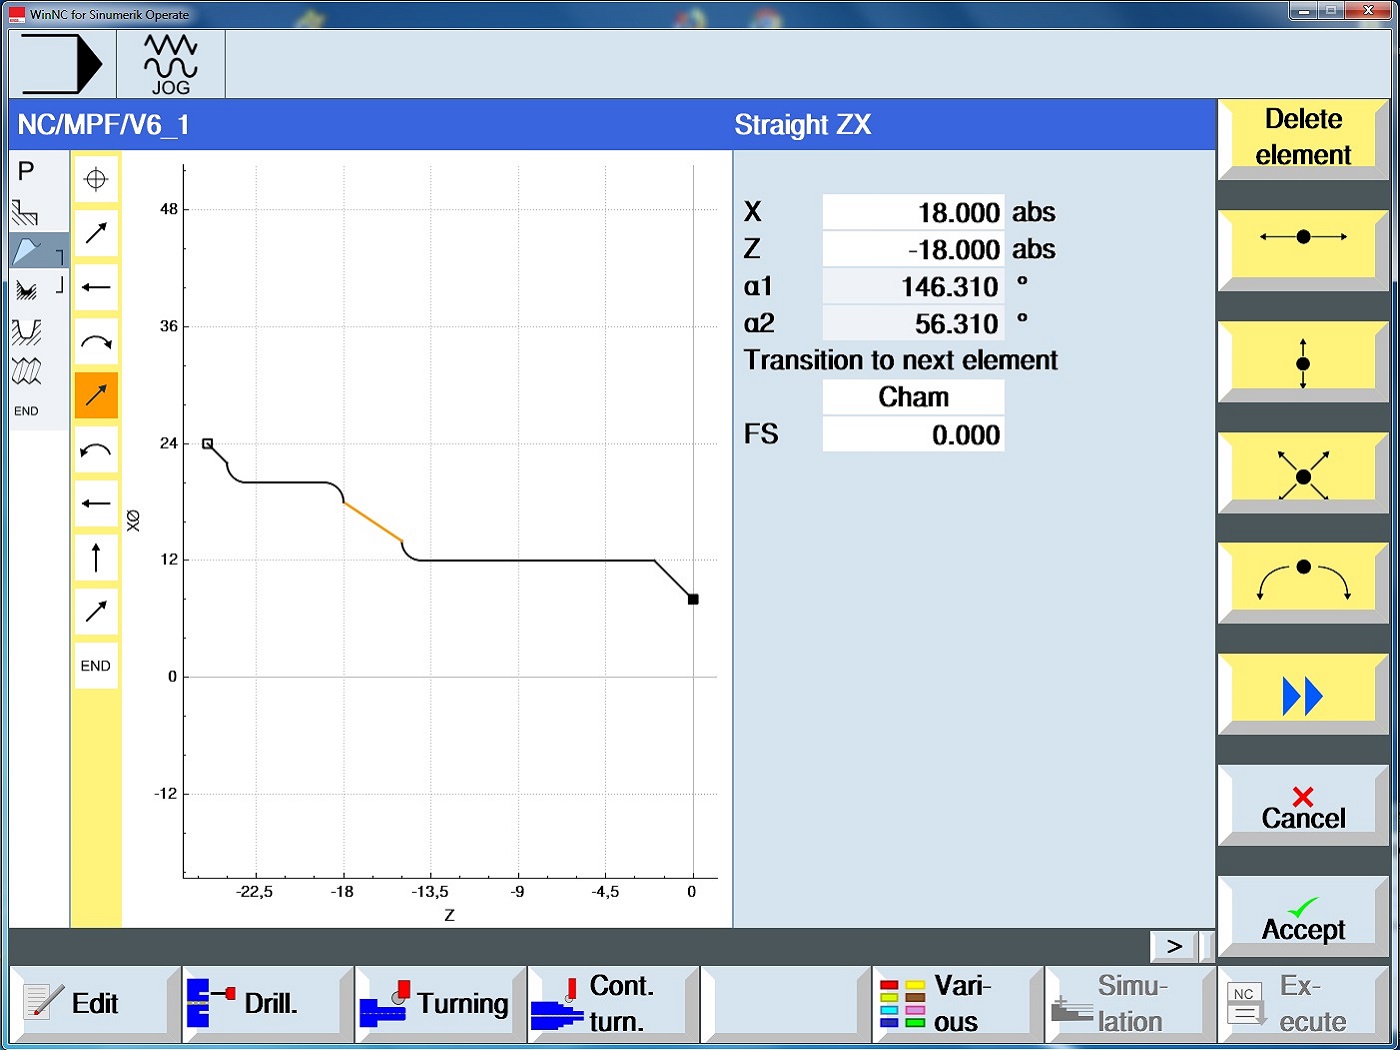 WinNC for Sinumerik Operate
JOG
NC/MPF/V6_1
Straight ZX
Delete
element
P
END
END
48
36
24
12
0
-12
XØ
-22,5
-18
-13,5
-9
-4,5
0
Z
X 18.000 abs
Z -18.000 abs
α1 146.310 °
α2 56.310 °
Transition to next element
Cham
FS 0.000
Cancel
Accept
>
Edit
Drill.
Turning
Cont.
turn.
Vari-
ous
Simu-
lation
NC
Ex-
ecute